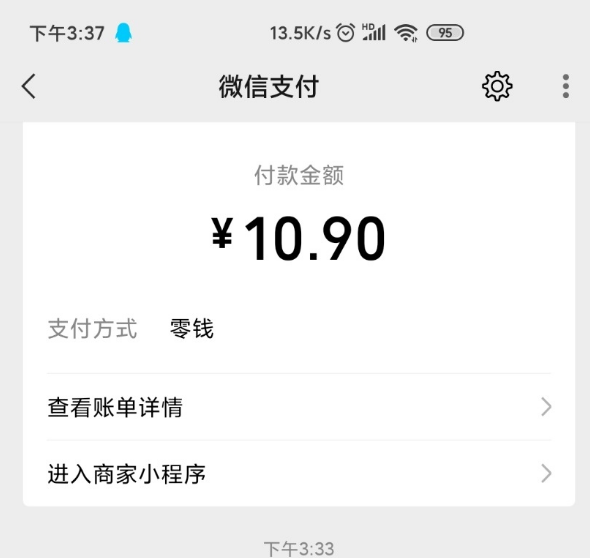 下午3:37 13.5K/s HD 95
微信支付
付款金额
¥10.90
支付方式 零钱
查看账单详情
进入商家小程序
下午3:33